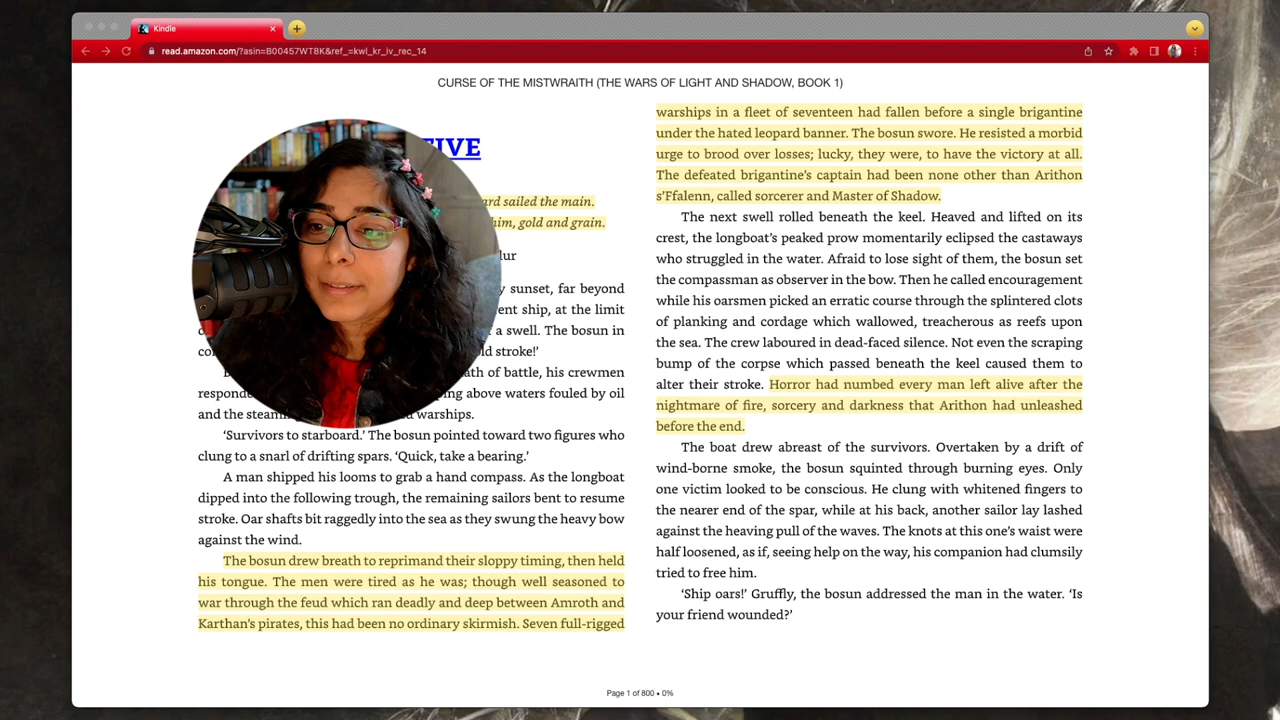 Kindle
read.amazon.com/?asin=B00457WT8K&ref_=kwl_kr_iv_rec_14
CURSE OF THE MISTWRAITH (THE WARS OF LIGHT AND SHADOW, BOOK 1)
FIVE
sailed the main.
him, gold and grain.
sunset, far beyond
ship, at the limit
a swell. The bosun in
stroke!’
of battle, his crewmen
above waters fouled by oil
and the warships.
‘Survivors to starboard.’ The bosun pointed toward two figures who
clung to a snarl of drifting spars. ‘Quick, take a bearing.’
A man shipped his looms to grab a hand compass. As the longboat
dipped into the following trough, the remaining sailors bent to resume
stroke. Oar shafts bit raggedly into the sea as they swung the heavy bow
against the wind.
The bosun drew breath to reprimand their sloppy timing, then held
his tongue. The men were tired as he was; though well seasoned to
war through the feud which ran deadly and deep between Amroth and
Karthan’s pirates, this had been no ordinary skirmish. Seven full-rigged
warships in a fleet of seventeen had fallen before a single brigantine
under the hated leopard banner. The bosun swore. He resisted a morbid
urge to brood over losses; lucky, they were, to have the victory at all.
The defeated brigantine’s captain had been none other than Arithon
s’Ffalenn, called sorcerer and Master of Shadow.
The next swell rolled beneath the keel. Heaved and lifted on its
crest, the longboat’s peaked prow momentarily eclipsed the castaways
who struggled in the water. Afraid to lose sight of them, the bosun set
the compassman as observer in the bow. Then he called encouragement
while his oarsmen picked an erratic course through the splintered clots
of planking and cordage which wallowed, treacherous as reefs upon
the sea. The crew laboured in dead-faced silence. Not even the scraping
bump of the corpse which passed beneath the keel caused them to
alter their stroke. Horror had numbed every man left alive after the
nightmare of fire, sorcery and darkness that Arithon had unleashed
before the end.
The boat drew abreast of the survivors. Overtaken by a drift of
wind-borne smoke, the bosun squinted through burning eyes. Only
one victim looked to be conscious. He clung with whitened fingers to
the nearer end of the spar, while at his back, another sailor lay lashed
against the heaving pull of the waves. The knots at this one’s waist were
half loosened, as if, seeing help on the way, his companion had clumsily
tried to free him.
‘Ship oars!’ Gruffly, the bosun addressed the man in the water. ‘Is
your friend wounded?’
Page 1 of 800 • 0%